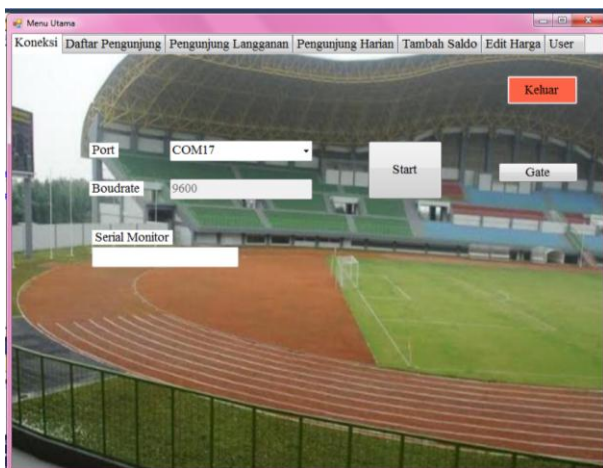 Menu Utama
Koneksi Daftar Pengunjung Pengunjung Langganan Pengunjung Harian Tambah Saldo Edit Harga User
Keluar
Port COM17 Start Gate
Boudrate 9600
Serial Monitor